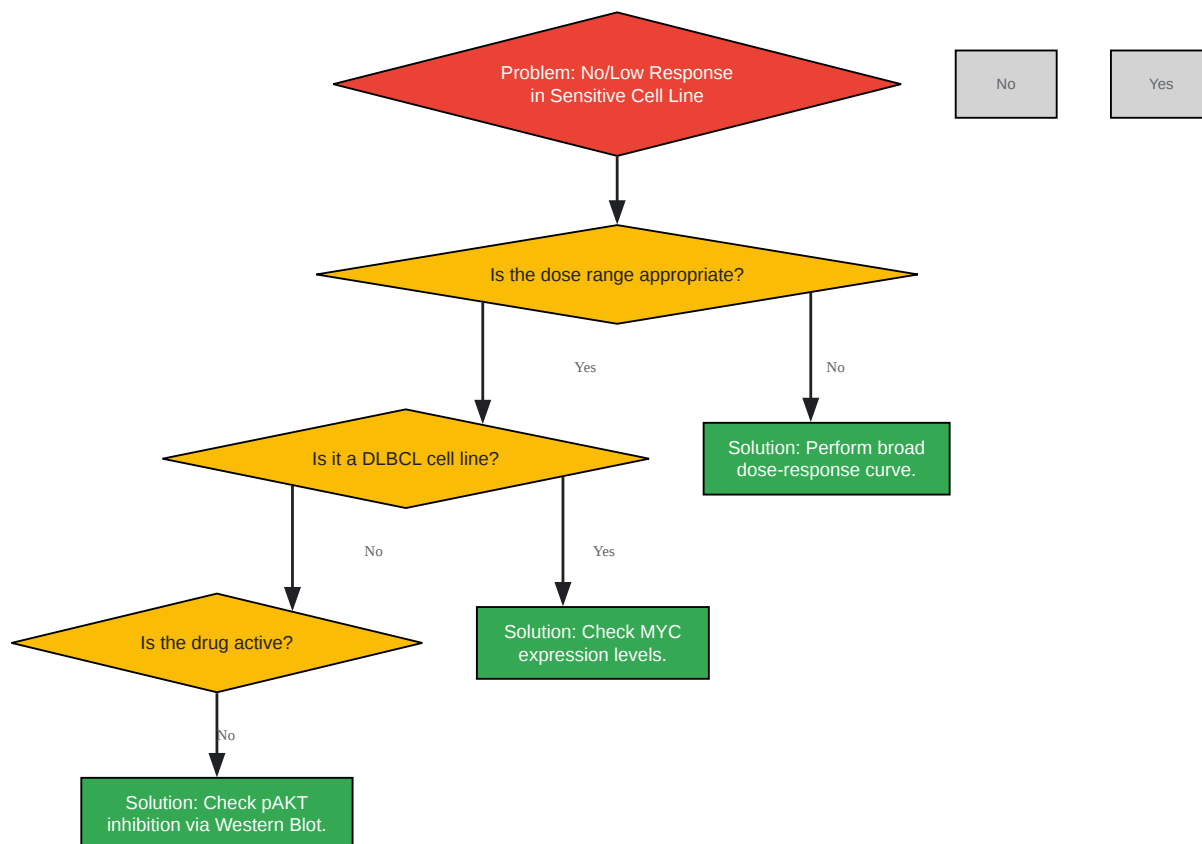 Problem: No/Low Response
in Sensitive Cell Line
No
Yes
Is the dose range appropriate?
Yes
No
Is it a DLBCL cell line?
Solution: Perform broad
dose-response curve.
No
Yes
Is the drug active?
Solution: Check MYC
expression levels.
No
Solution: Check pAKT
inhibition via Western Blot.